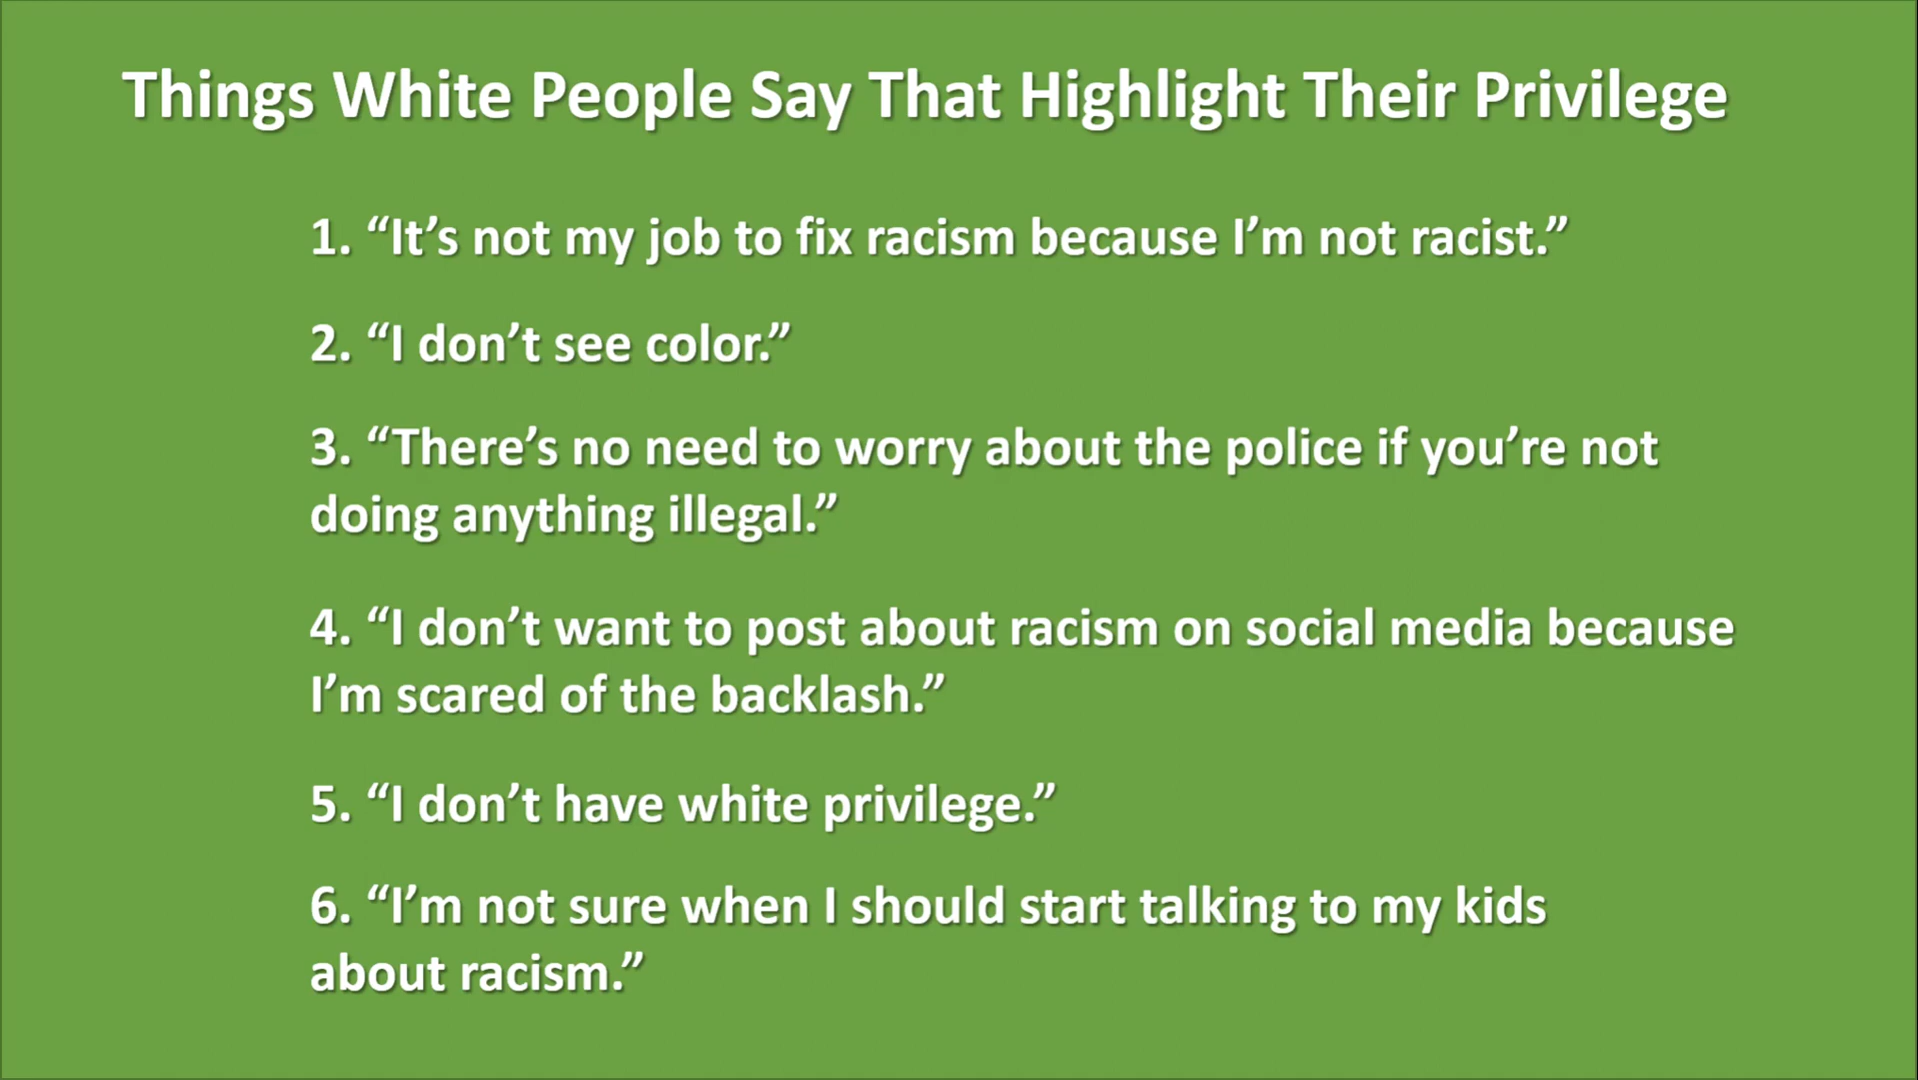 Things White People Say That Highlight Their Privilege
1. “It’s not my job to fix racism because I’m not racist.”
2. “I don’t see color.”
3. “There’s no need to worry about the police if you’re not
doing anything illegal.”
4. “I don’t want to post about racism on social media because
I’m scared of the backlash.”
5. “I don’t have white privilege.”
6. “I’m not sure when I should start talking to my kids
about racism.”